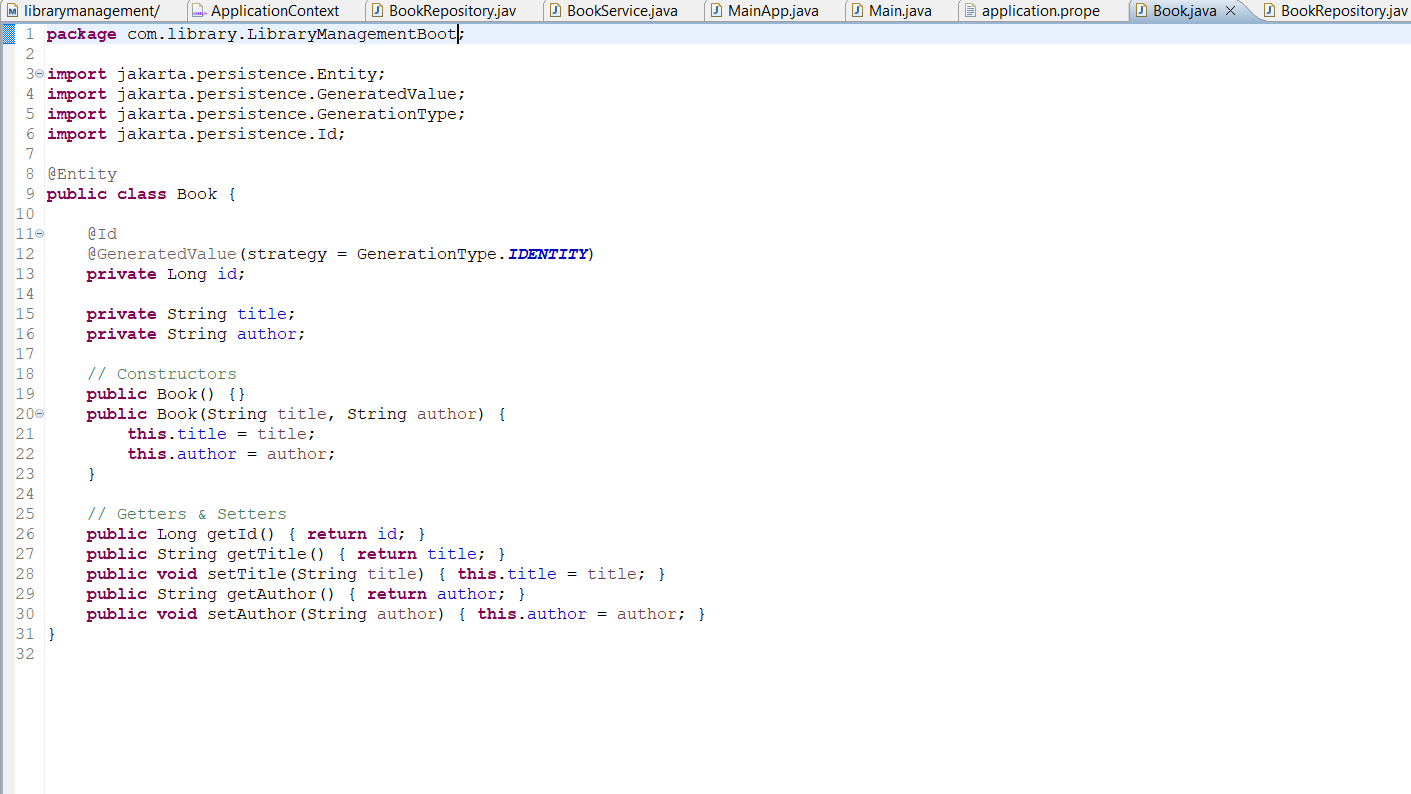 librarymanagement/ ApplicationContext BookRepository.jav BookService.java MainApp.java Main.java application.prope Book.java BookRepository.jav
1 package com.library.LibraryManagementBoot;
2
3 import jakarta.persistence.Entity;
4 import jakarta.persistence.GeneratedValue;
5 import jakarta.persistence.GenerationType;
6 import jakarta.persistence.Id;
7
8 @Entity
9 public class Book {
10
11     @Id
12     @GeneratedValue(strategy = GenerationType.IDENTITY)
13     private Long id;
14
15     private String title;
16     private String author;
17
18     // Constructors
19     public Book() {}
20     public Book(String title, String author) {
21         this.title = title;
22         this.author = author;
23     }
24
25     // Getters & Setters
26     public Long getId() { return id; }
27     public String getTitle() { return title; }
28     public void setTitle(String title) { this.title = title; }
29     public String getAuthor() { return author; }
30     public void setAuthor(String author) { this.author = author; }
31 }
32